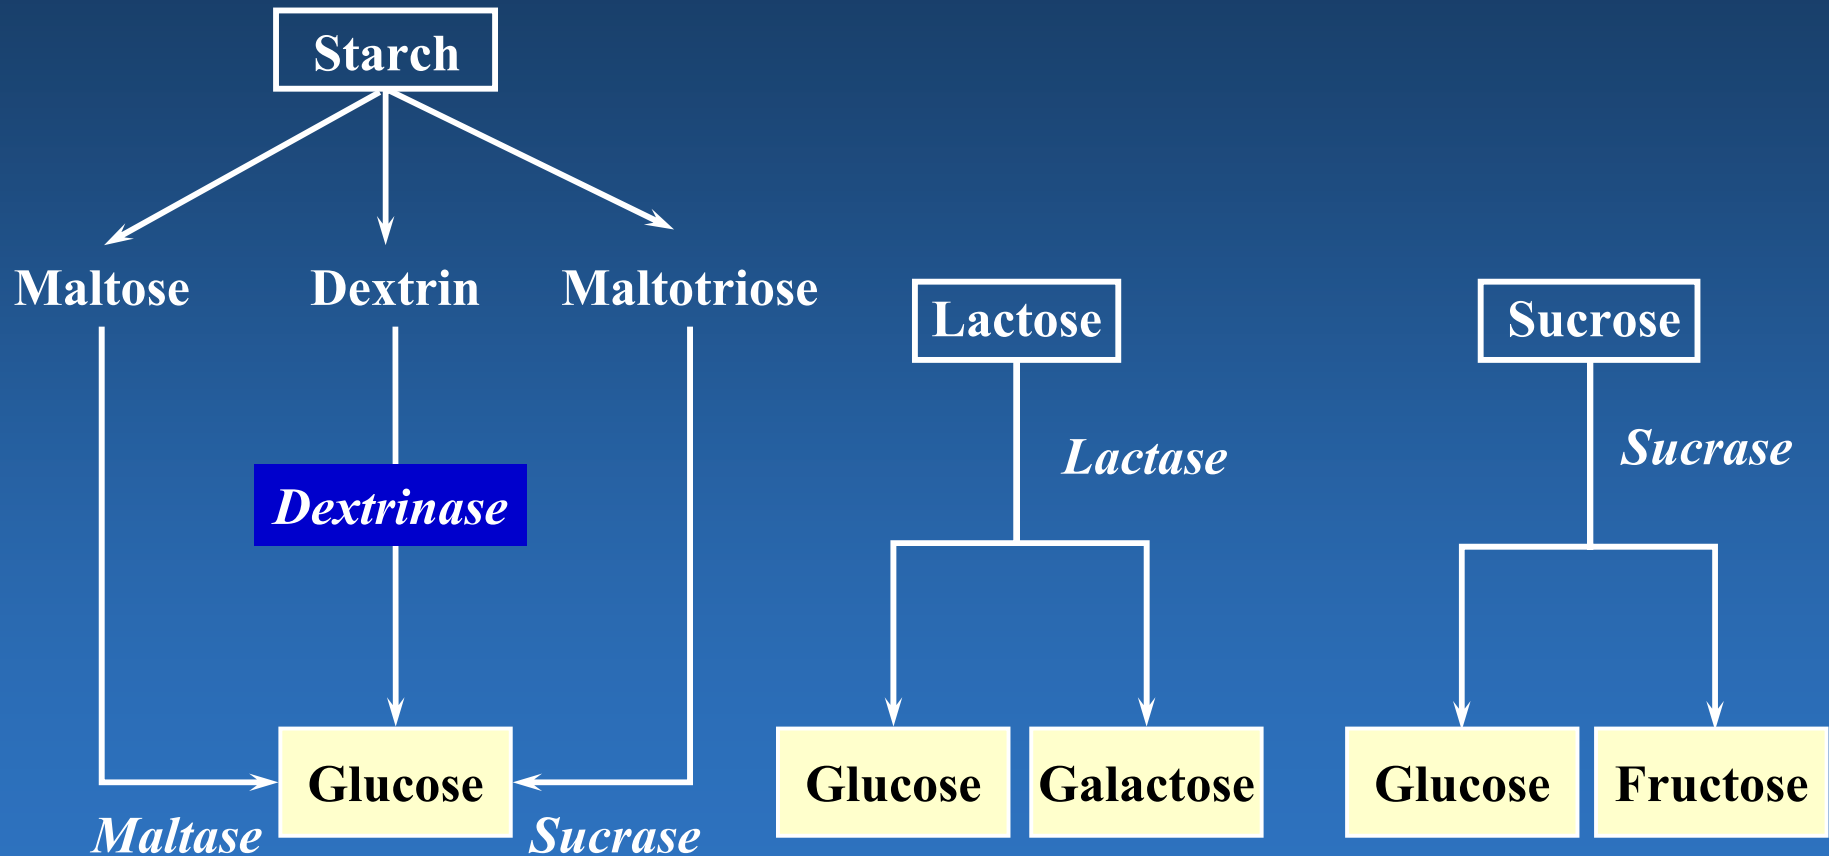 Starch
Maltose Dextrin Maltotriose
Lactose Sucrose
Lactase Sucrase
Dextrinase
Glucose Glucose Galactose Glucose Fructose
Maltase Sucrase